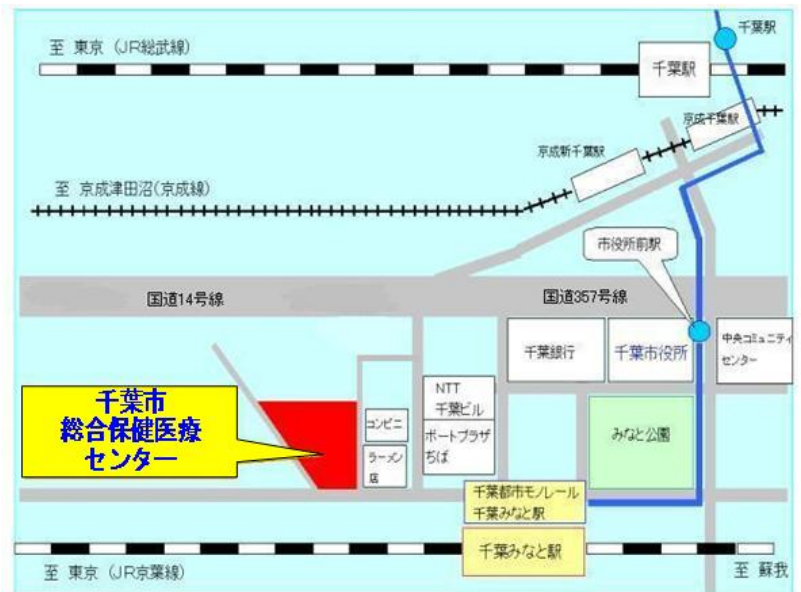 千葉駅
至 東京 (JR総武線)
千葉駅
京成千葉駅
京成新千葉駅
至 京成津田沼(京成線)
市役所前駅
国道14号線
国道357号線
千葉銀行
千葉市役所
中央コミュニティ
センター
千葉市
総合保健医療
センター
コンビニ
ラーメン
店
NTT
千葉ビル
ポートプラザ
ちば
みなと公園
千葉都市モノレール
千葉みなと駅
千葉みなと駅
至 東京 (JR京葉線)
至 蘇我